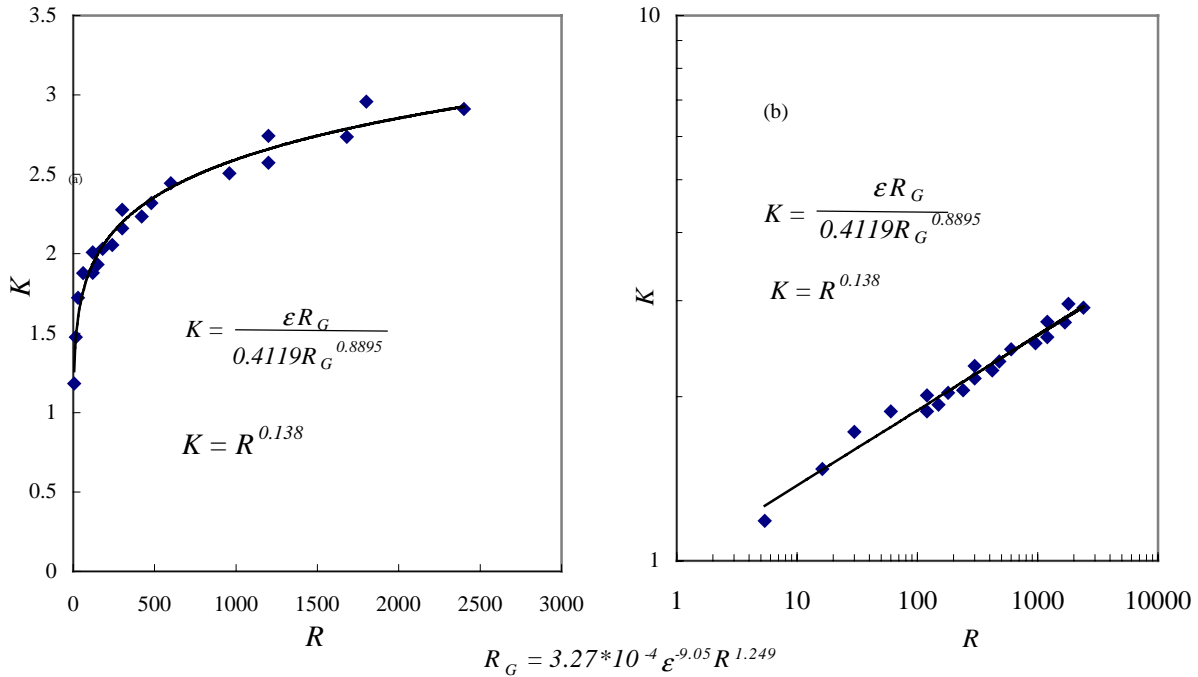 3.5
3
2.5
2
1.5
1
0.5
0
K
(a)
K = εR_G / 0.4119R_G^0.8895
K = R^0.138
0 500 1000 1500 2000 2500 3000
R
10
1
K
(b)
K = εR_G / 0.4119R_G^0.8895
K = R^0.138
1 10 100 1000 10000
R
R_G = 3.27*10^-4 ε^-9.05 R^1.249